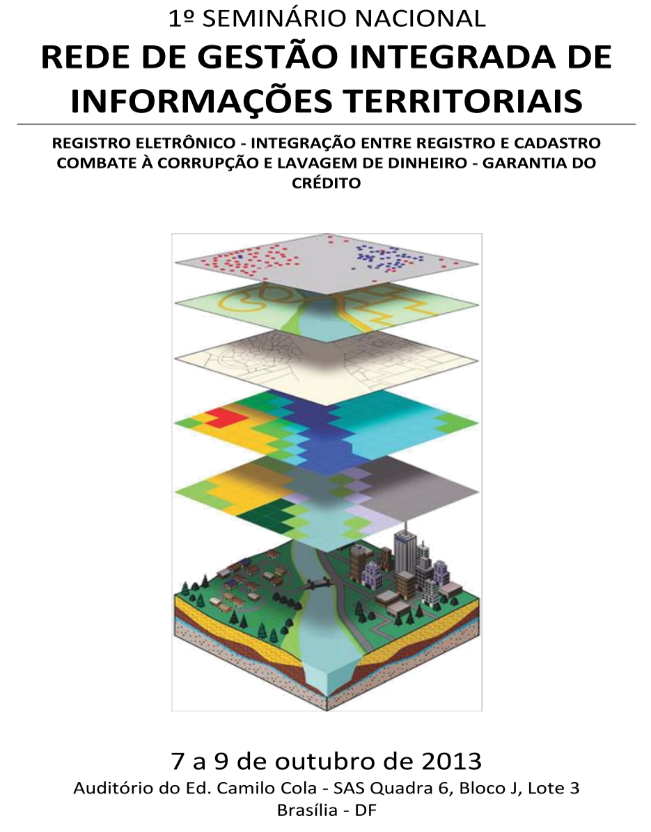 1º SEMINÁRIO NACIONAL
REDE DE GESTÃO INTEGRADA DE
INFORMAÇÕES TERRITORIAIS
REGISTRO ELETRÔNICO - INTEGRAÇÃO ENTRE REGISTRO E CADASTRO
COMBATE À CORRUPÇÃO E LAVAGEM DE DINHEIRO - GARANTIA DO
CRÉDITO
7 a 9 de outubro de 2013
Auditório do Ed. Camilo Cola - SAS Quadra 6, Bloco J, Lote 3
Brasília - DF